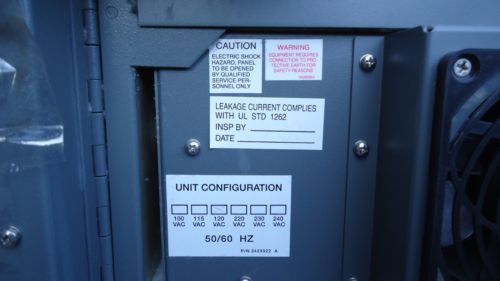 CAUTION
ELECTRIC SHOCK
HAZARD, PANEL
TO BE OPENED
BY QUALIFIED
SERVICE PER-
SONNEL ONLY
WARNING
EQUIPMENT REQUIRES
CONNECTION TO PRO
TECTIVE EARTH FOR
SAFETY REASONS
LEAKAGE CURRENT COMPLIES
WITH UL STD 1262
INSP BY
DATE
UNIT CONFIGURATION
100 115 120 220 230 240
VAC VAC VAC VAC VAC VAC
50/60 HZ